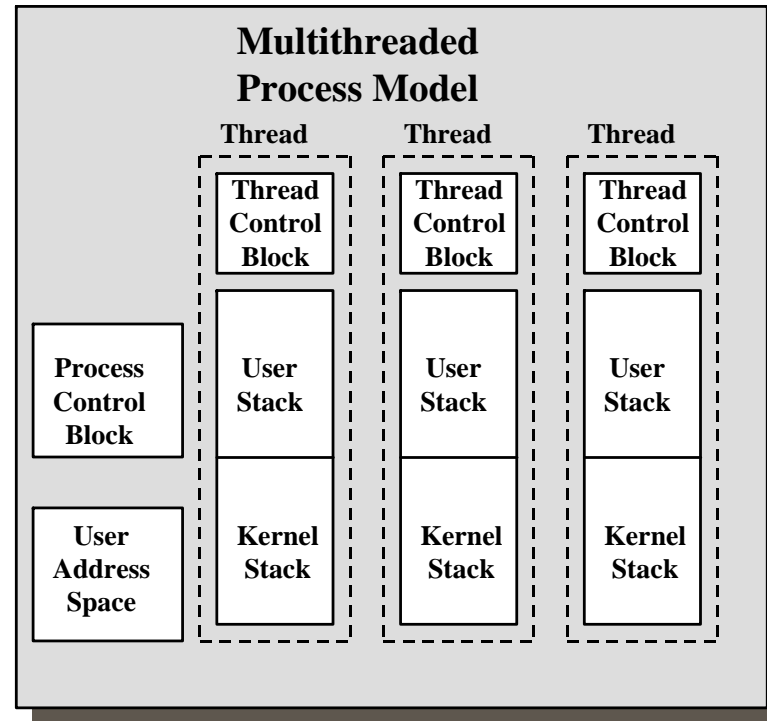 Multithreaded
Process Model
Thread
Thread
Thread
Thread
Control
Block
Thread
Control
Block
Thread
Control
Block
Process
Control
Block
User
Stack
User
Stack
User
Stack
User
Address
Space
Kernel
Stack
Kernel
Stack
Kernel
Stack